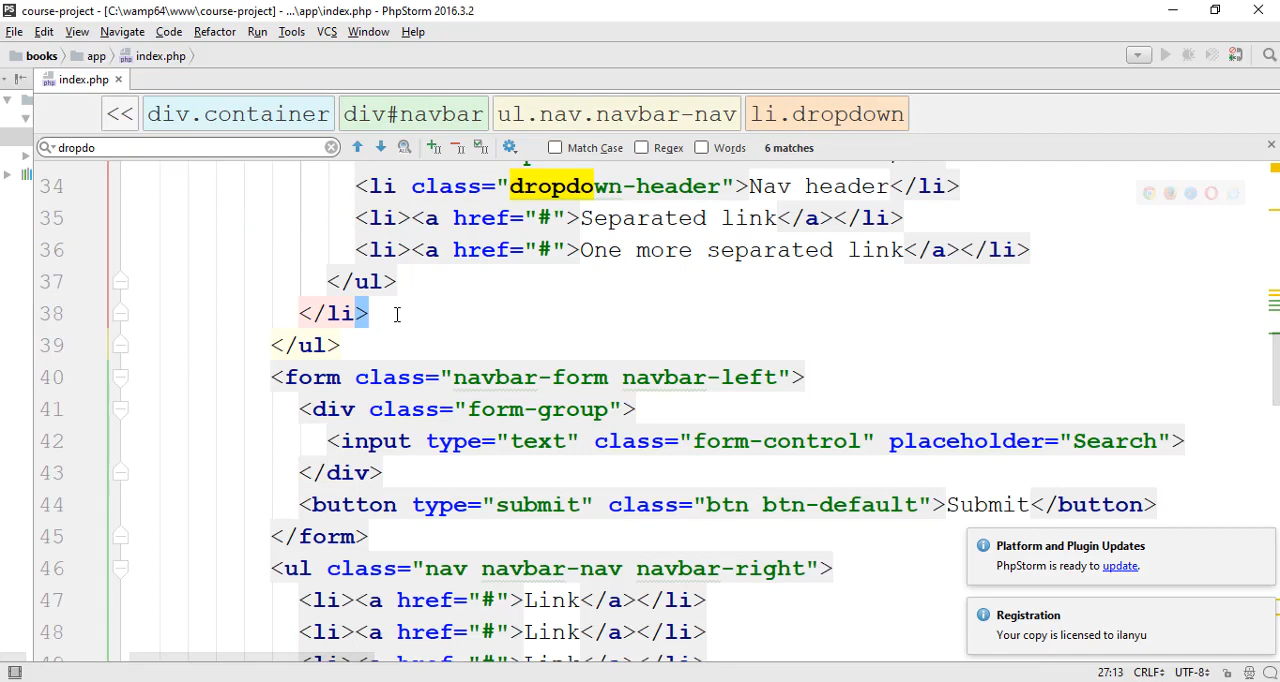 course-project - [C:\wamp64\www\course-project] - ...\app\index.php - PhpStorm 2016.3.2
File Edit View Navigate Code Refactor Run Tools VCS Window Help
books app index.php
index.php
<< div.container div#navbar ul.nav.navbar-nav li.dropdown
dropdo Match Case Regex Words 6 matches
34 <li class="dropdown-header">Nav header</li>
35 <li><a href="#">Separated link</a></li>
36 <li><a href="#">One more separated link</a></li>
37 </ul>
38 </li>
39 </ul>
40 <form class="navbar-form navbar-left">
41 <div class="form-group">
42 <input type="text" class="form-control" placeholder="Search">
43 </div>
44 <button type="submit" class="btn btn-default">Submit</button>
45 </form>
46 <ul class="nav navbar-nav navbar-right">
47 <li><a href="#">Link</a></li>
48 <li><a href="#">Link</a></li>
Platform and Plugin Updates
PhpStorm is ready to update.
Registration
Your copy is licensed to ilanyu
27:13 CRLF UTF-8